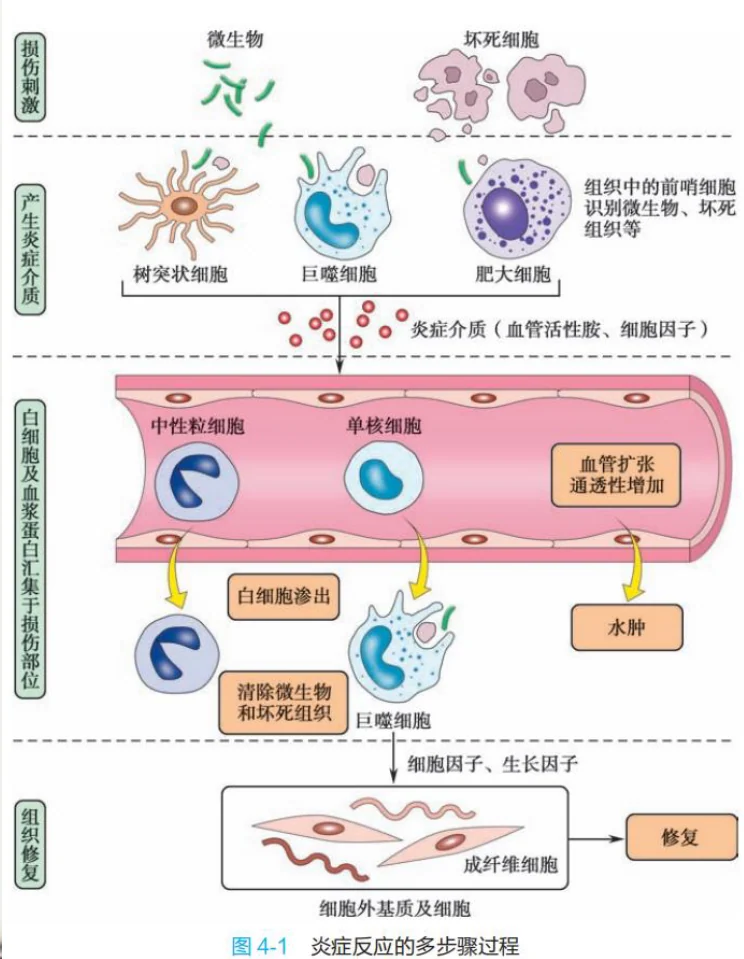 损伤刺激
微生物
坏死细胞
产生炎症介质
组织中的前哨细胞
识别微生物、坏死
组织等
树突状细胞
巨噬细胞
肥大细胞
炎症介质（血管活性胺、细胞因子）
白细胞及血浆蛋白汇集于损伤部位
中性粒细胞
单核细胞
血管扩张
通透性增加
白细胞渗出
水肿
清除微生物
和坏死组织
巨噬细胞
细胞因子、生长因子
组织修复
成纤维细胞
修复
细胞外基质及细胞
图 4-1 炎症反应的多步骤过程